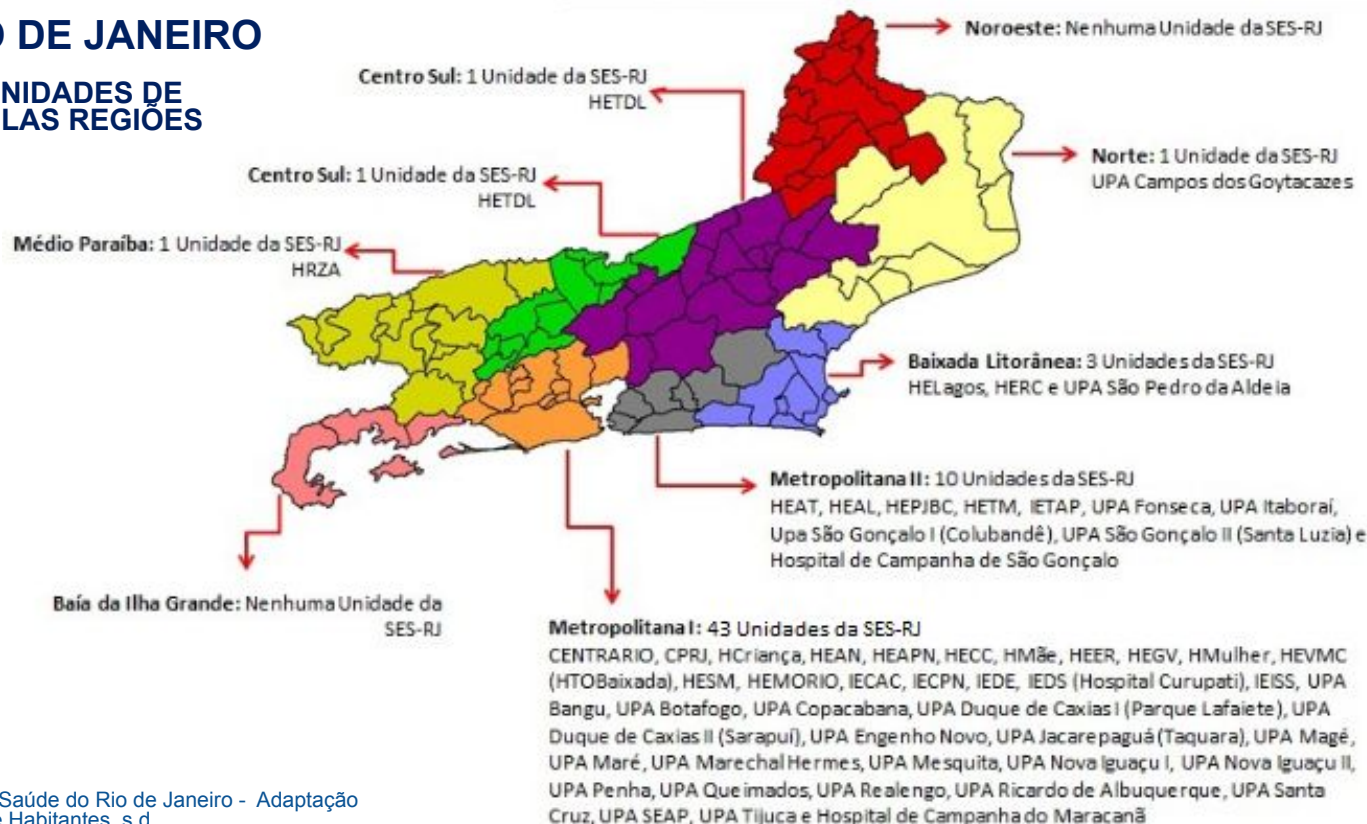 O DE JANEIRO
NIDADES DE
LAS REGIÕES
Noroeste: Nenhuma Unidade da SES-RJ
Centro Sul: 1 Unidade da SES-RJ
HETDL
Norte: 1 Unidade da SES-RJ
UPA Campos dos Goytacazes
Centro Sul: 1 Unidade da SES-RJ
HETDL
Médio Paraíba: 1 Unidade da SES-RJ
HRZA
Baixada Litorânea: 3 Unidades da SES-RJ
HELagos, HERC e UPA São Pedro da Aldeia
Metropolitana II: 10 Unidades da SES-RJ
HEAT, HEAL, HEPJBC, HETM, IETAP, UPA Fonseca, UPA Itaboraí,
Upa São Gonçalo I (Colubandê), UPA São Gonçalo II (Santa Luzia) e
Hospital de Campanha de São Gonçalo
Baía da Ilha Grande: Nenhuma Unidade da
SES-RJ
Metropolitana I: 43 Unidades da SES-RJ
CENTRARIO, CPRJ, HCriança, HEAN, HEAPN, HECC, HMãe, HEER, HEGV, HMulher, HEVMC
(HTOBaixada), HESM, HEMORIO, IECAC, IECPN, IEDE, IEDS (Hospital Curupati), IEISS, UPA
Bangu, UPA Botafogo, UPA Copacabana, UPA Duque de Caxias I (Parque Lafaiete), UPA
Duque de Caxias II (Sarapuí), UPA Engenho Novo, UPA Jacarepaguá (Taquara), UPA Magé,
UPA Maré, UPA Marechal Hermes, UPA Mesquita, UPA Nova Iguaçu I, UPA Nova Iguaçu II,
UPA Penha, UPA Queimados, UPA Realengo, UPA Ricardo de Albuquerque, UPA Santa
Cruz, UPA SEAP, UPA Tijuca e Hospital de Campanha do Maracanã
Saúde do Rio de Janeiro - Adaptação
e Habitantes, s.d.